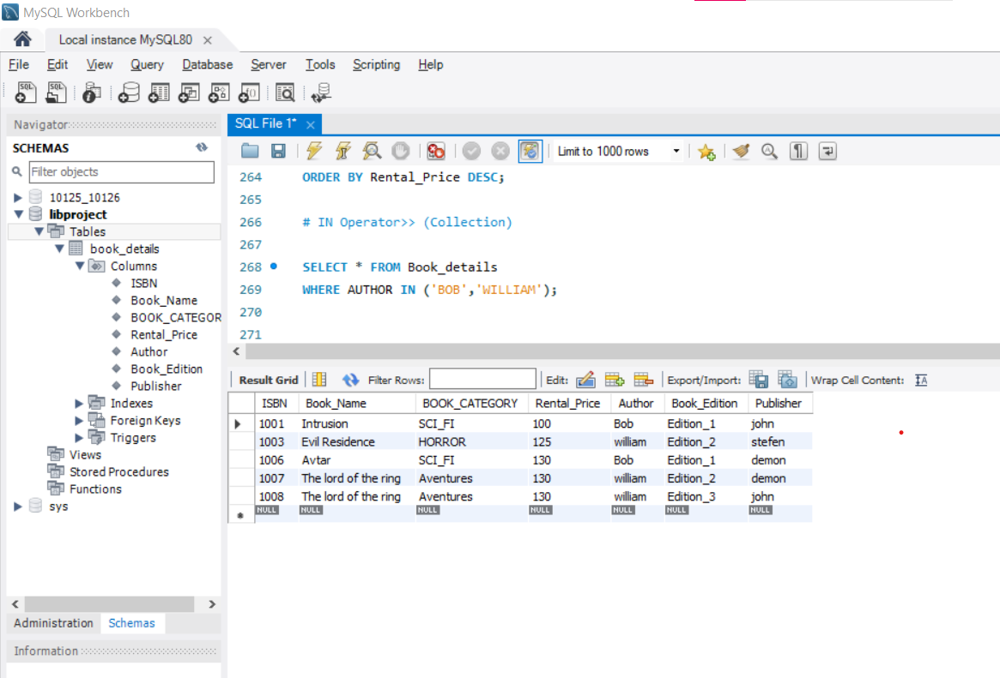 MySQL Workbench
Local instance MySQL80
File Edit View Query Database Server Tools Scripting Help
Navigator
SCHEMAS
Filter objects
10125_10126
libproject
Tables
book_details
Columns
ISBN
Book_Name
BOOK_CATEGOR
Rental_Price
Author
Book_Edition
Publisher
Indexes
Foreign Keys
Triggers
Views
Stored Procedures
Functions
sys
Administration Schemas
Information
SQL File 1*
Limit to 1000 rows
264 ORDER BY Rental_Price DESC;
265
266 # IN Operator>> (Collection)
267
268 SELECT * FROM Book_details
269 WHERE AUTHOR IN ('BOB','WILLIAM');
270
271
Result Grid Filter Rows: Edit: Export/Import: Wrap Cell Content:
ISBN Book_Name BOOK_CATEGORY Rental_Price Author Book_Edition Publisher
1001 Intrusion SCI_FI 100 Bob Edition_1 john
1003 Evil Residence HORROR 125 william Edition_2 stefen
1006 Avtar SCI_FI 130 Bob Edition_1 demon
1007 The lord of the ring Aventures 130 william Edition_2 demon
1008 The lord of the ring Aventures 130 william Edition_3 john
NULL NULL NULL NULL NULL NULL NULL